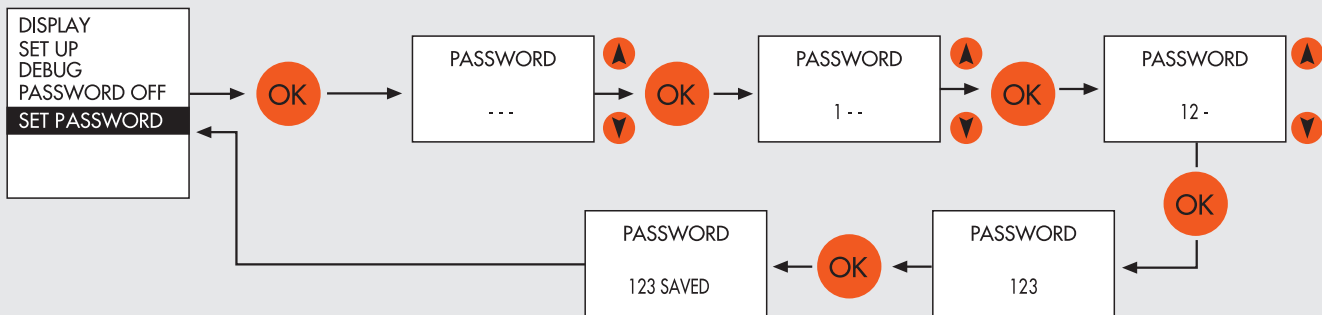 DISPLAY
SET UP
DEBUG
PASSWORD OFF
SET PASSWORD
OK
PASSWORD
- - -
OK
PASSWORD
1 - -
OK
PASSWORD
12 -
OK
PASSWORD
123
OK
PASSWORD
123 SAVED